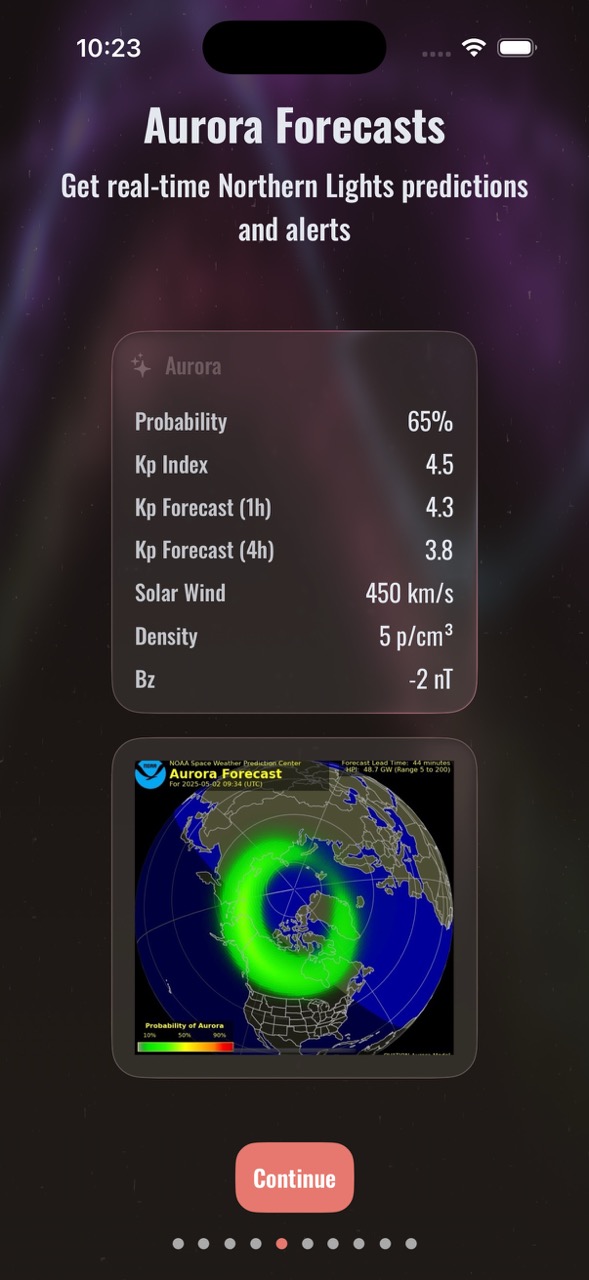 10:23
Aurora Forecasts
Get real-time Northern Lights predictions
and alerts
Aurora
Probability 65%
Kp Index 4.5
Kp Forecast (1h) 4.3
Kp Forecast (4h) 3.8
Solar Wind 450 km/s
Density 5 p/cm³
Bz -2 nT
NOAA Space Weather Prediction Center
Aurora Forecast
For 2025-05-02 09:34 (UTC)
Forecast Lead Time: 44 minutes
HPI: 48.7 GW (Range 5 to 200)
Probability of Aurora
10% 50% 90%
Continue